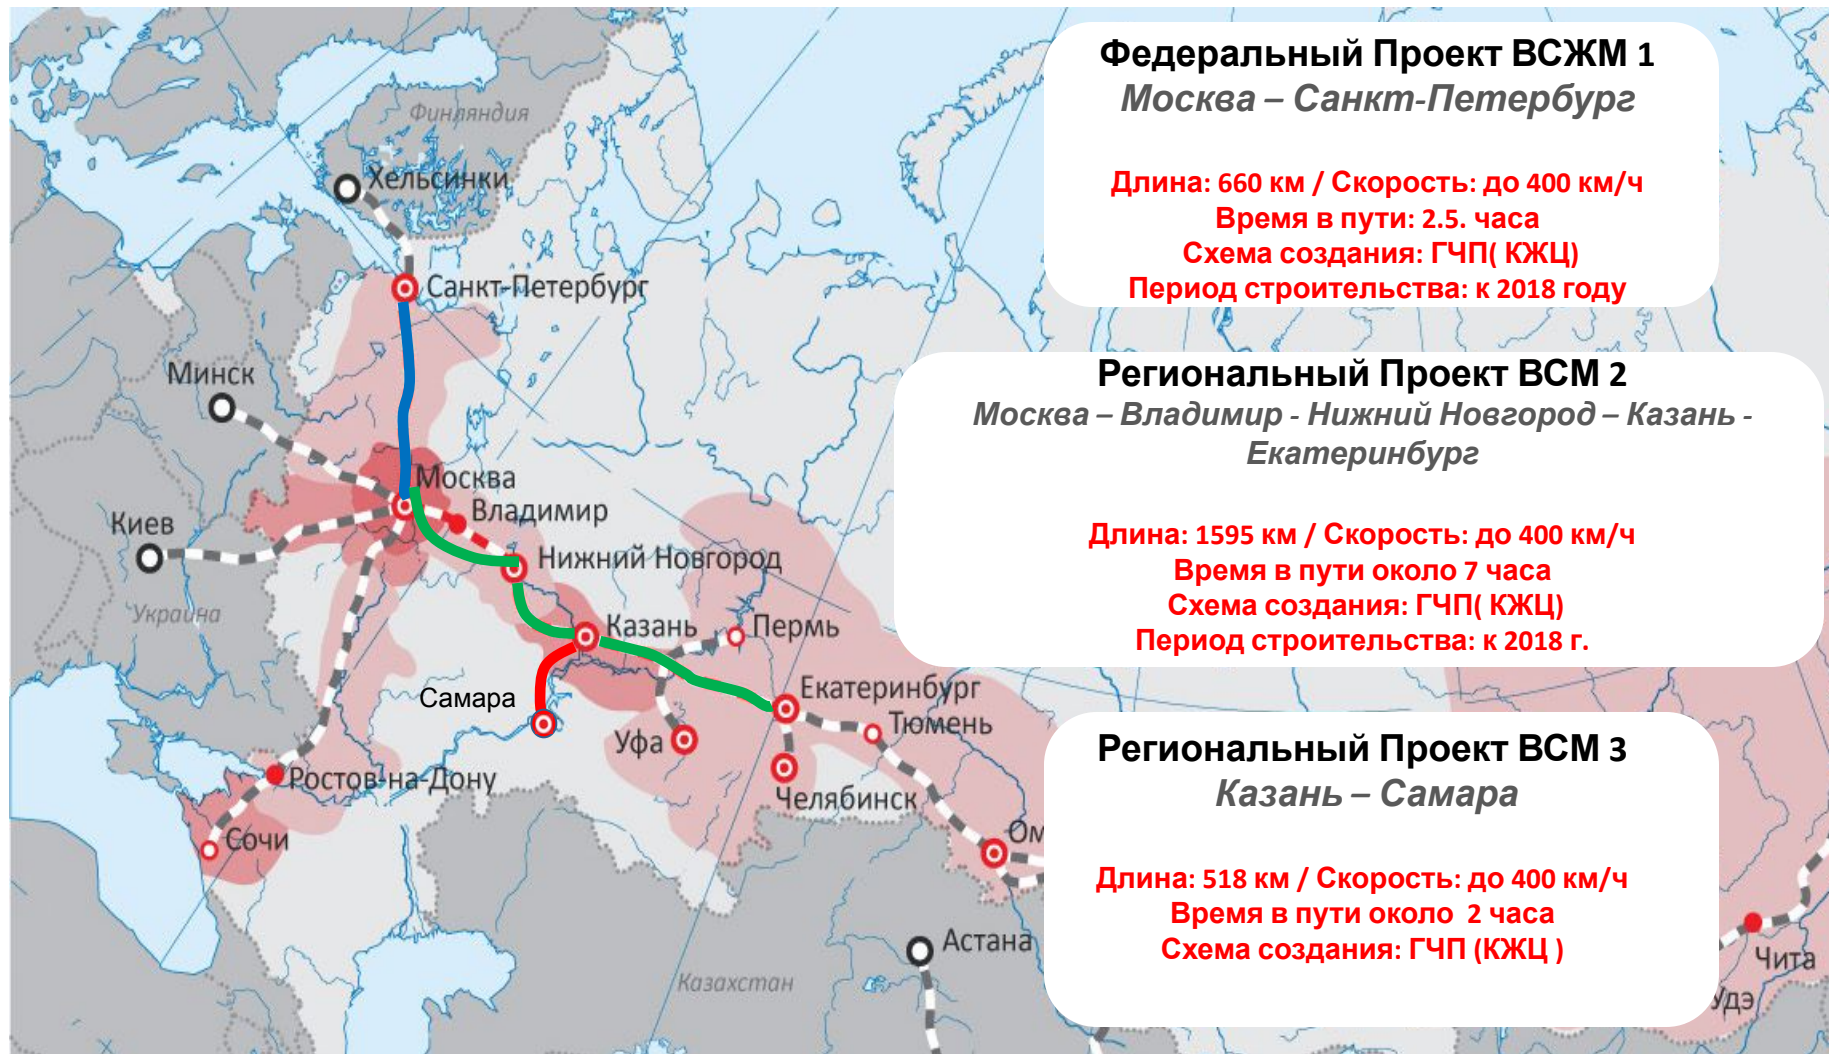 Федеральный Проект ВСЖМ 1
Москва – Санкт-Петербург
Длина: 660 км / Скорость: до 400 км/ч
Время в пути: 2.5. часа
Схема создания: ГЧП( КЖЦ)
Период строительства: к 2018 году
Региональный Проект ВСМ 2
Москва – Владимир - Нижний Новгород – Казань -
Екатеринбург
Длина: 1595 км / Скорость: до 400 км/ч
Время в пути около 7 часа
Схема создания: ГЧП( КЖЦ)
Период строительства: к 2018 г.
Региональный Проект ВСМ 3
Казань – Самара
Длина: 518 км / Скорость: до 400 км/ч
Время в пути около 2 часа
Схема создания: ГЧП (КЖЦ )
Финляндия
Хельсинки
Санкт-Петербург
Минск
Москва
Владимир
Киев
Нижний Новгород
Украина
Казань
Пермь
Самара
Екатеринбург
Тюмень
Уфа
Ростов-на-Дону
Челябинск
Сочи
Ом
Астана
Казахстан
Чита
Удэ